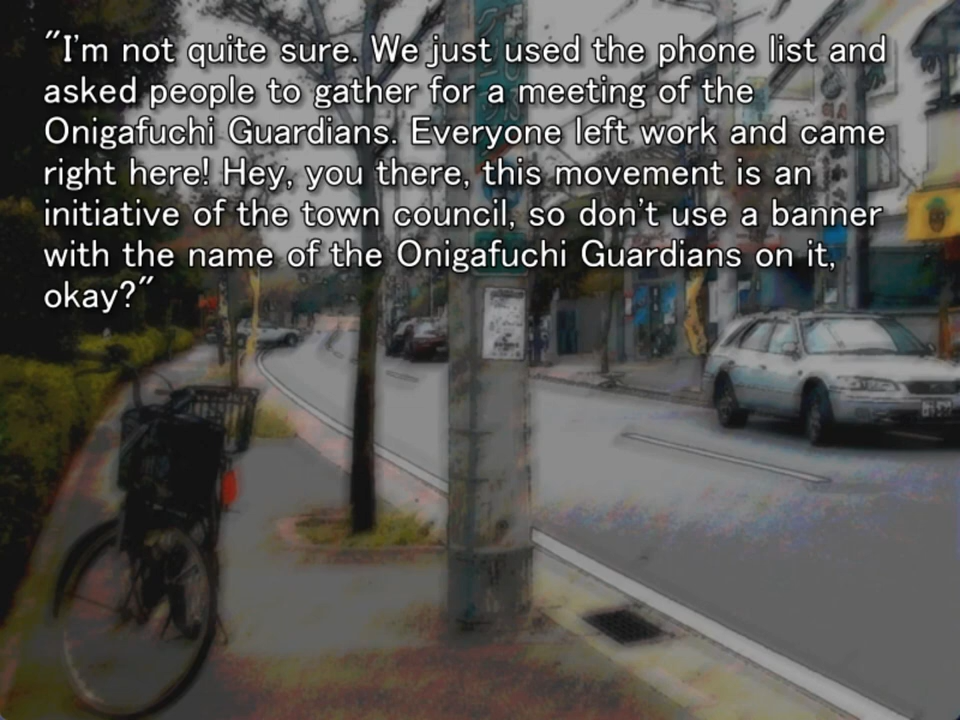 "I'm not quite sure. We just used the phone list and
asked people to gather for a meeting of the
Onigafuchi Guardians. Everyone left work and came
right here! Hey, you there, this movement is an
initiative of the town council, so don't use a banner
with the name of the Onigafuchi Guardians on it,
okay?"